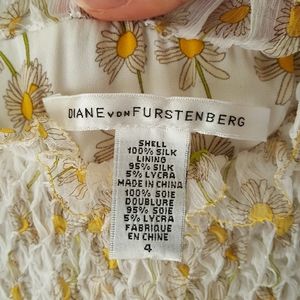 DIANE VON FURSTENBERG
SHELL
100% SILK
LINING
95% SILK
5% LYCRA
MADE IN CHINA
100% SOIE
DOUBLURE
95% SOIE
5% LYCRA
FABRIQUE
EN CHINE
4